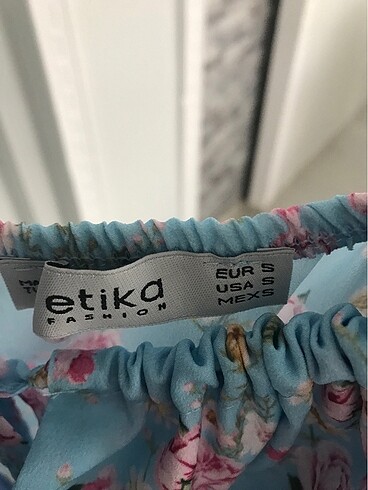 etika
FASHION
EUR S
USA S
MEX S